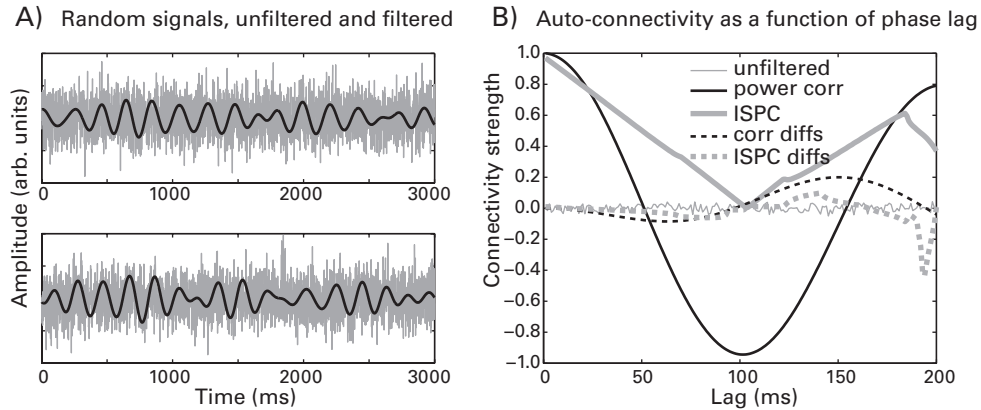 A) Random signals, unfiltered and filtered
Amplitude (arb. units)
0 1000 2000 3000
0 1000 2000 3000
Time (ms)
B) Auto-connectivity as a function of phase lag
Connectivity strength
1.0
0.8
0.6
0.4
0.2
0.0
−0.2
−0.4
−0.6
−0.8
−1.0
unfiltered
power corr
ISPC
corr diffs
ISPC diffs
0 50 100 150 200
Lag (ms)